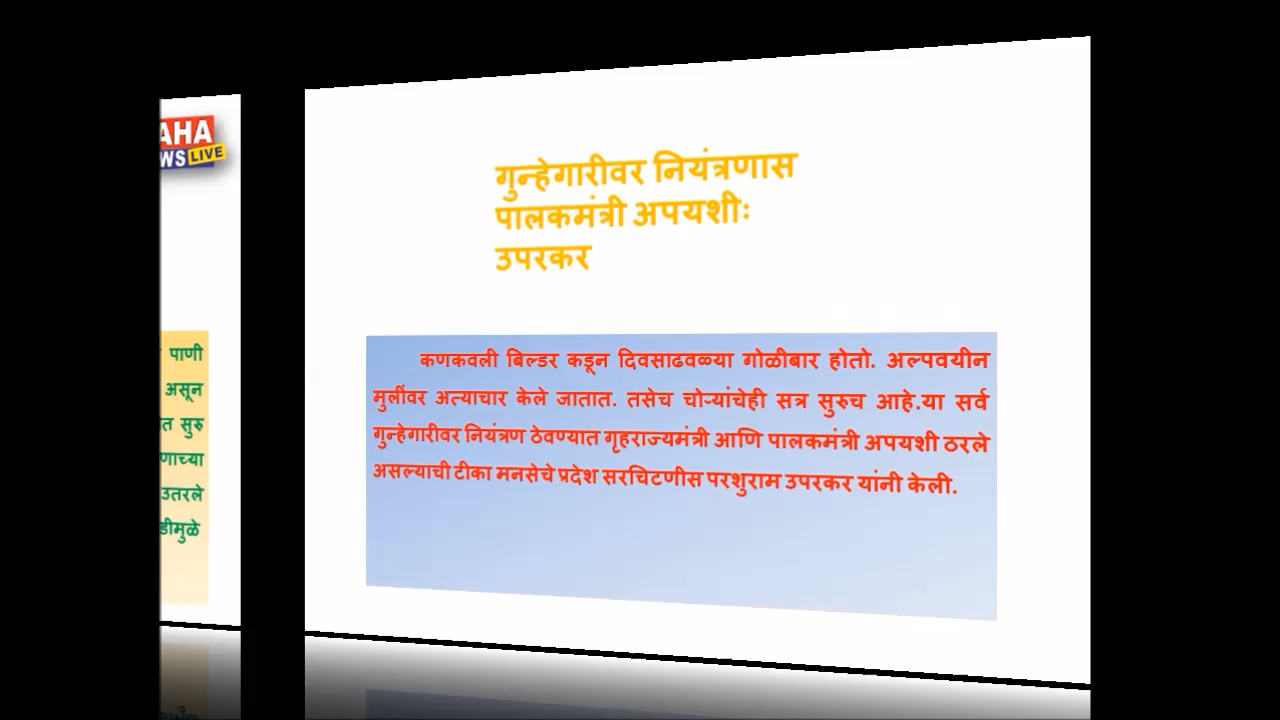 AHA
WS LIVE
पाणी
असून
त सुरु
णाच्या
उतरले
डीमुळे
गुन्हेगारीवर नियंत्रणास
पालकमंत्री अपयशीः
उपरकर
कणकवली बिल्डर कडून दिवसाढवळ्या गोळीबार होतो. अल्पवयीन
मुलींवर अत्याचार केले जातात. तसेच चोऱ्यांचेही सत्र सुरुच आहे.या सर्व
गुन्हेगारीवर नियंत्रण ठेवण्यात गृहराज्यमंत्री आणि पालकमंत्री अपयशी ठरले
असल्याची टीका मनसेचे प्रदेश सरचिटणीस परशुराम उपरकर यांनी केली.